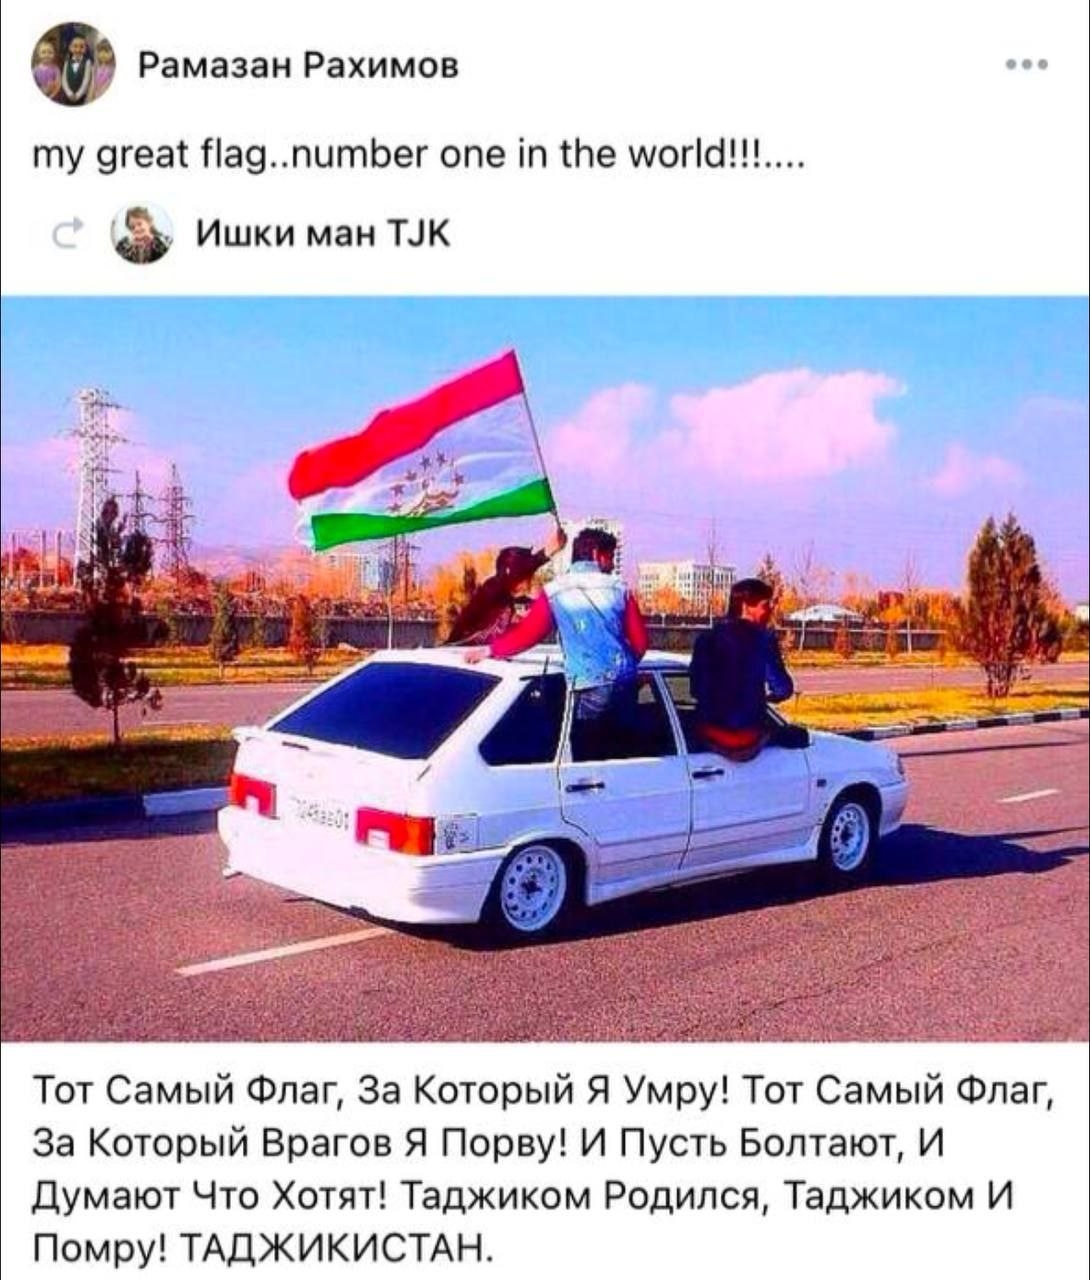 Рамазан Рахимов
my great flag..number one in the world!!!....
Ишки ман TJK
Тот Самый Флаг, За Который Я Умру! Тот Самый Флаг,
За Который Врагов Я Порву! И Пусть Болтают, И
Думают Что Хотят! Таджиком Родился, Таджиком И
Помру! ТАДЖИКИСТАН.